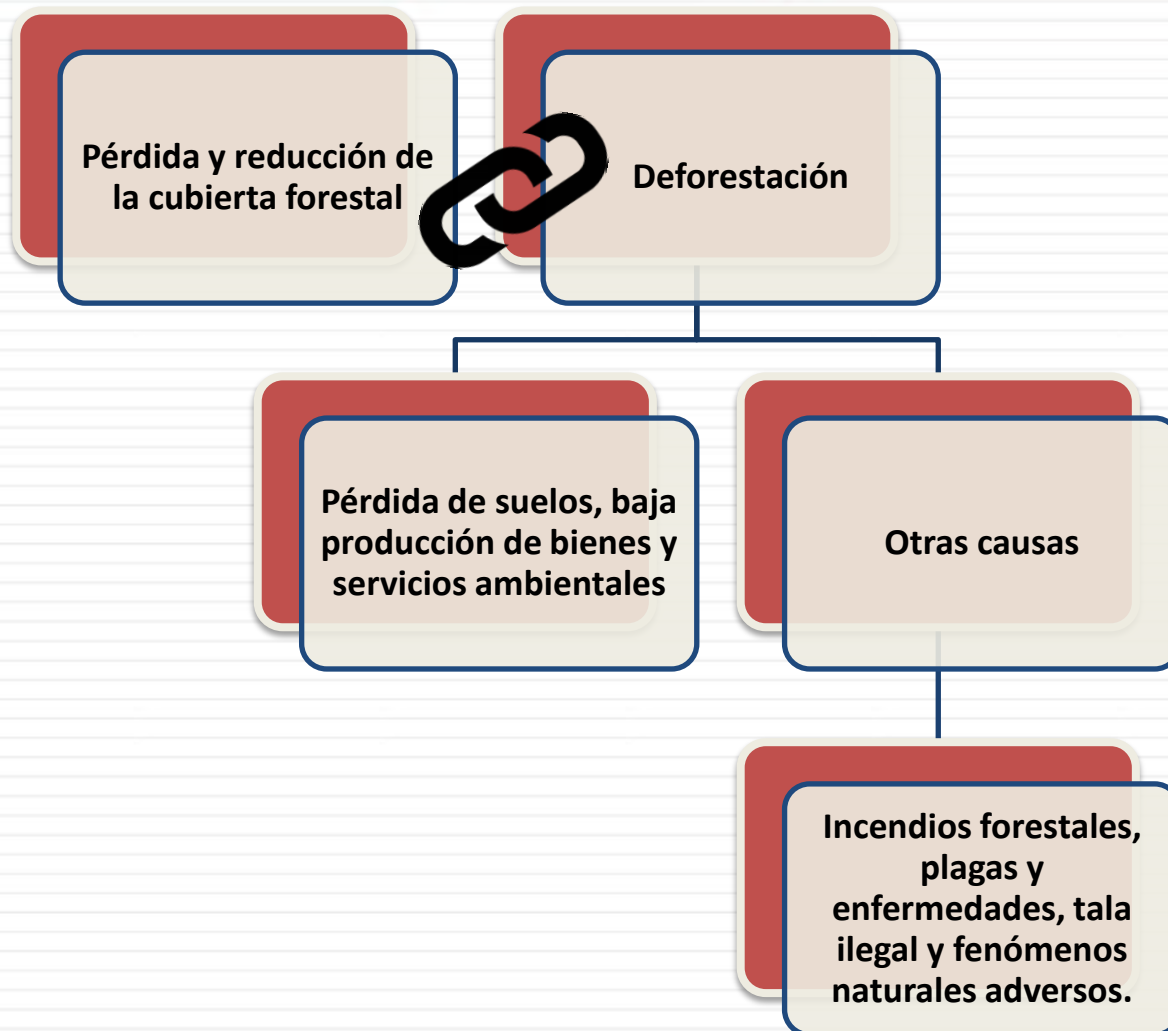 Pérdida y reducción de
la cubierta forestal
Deforestación
Pérdida de suelos, baja
producción de bienes y
servicios ambientales
Otras causas
Incendios forestales,
plagas y
enfermedades, tala
ilegal y fenómenos
naturales adversos.